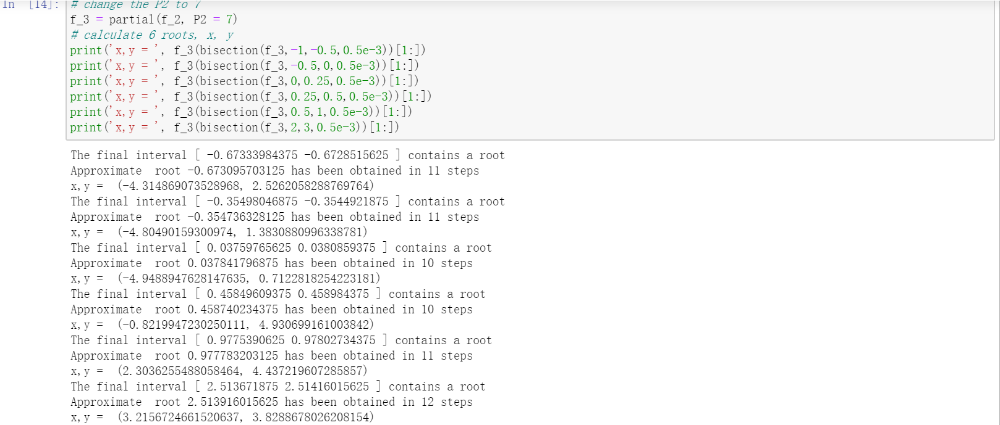 In [14]: # change the P2 to 7
f_3 = partial(f_2, P2 = 7)
# calculate 6 roots, x, y
print('x,y = ', f_3(bisection(f_3,-1,-0.5,0.5e-3))[1:])
print('x,y = ', f_3(bisection(f_3,-0.5,0,0.5e-3))[1:])
print('x,y = ', f_3(bisection(f_3,0,0.25,0.5e-3))[1:])
print('x,y = ', f_3(bisection(f_3,0.25,0.5,0.5e-3))[1:])
print('x,y = ', f_3(bisection(f_3,0.5,1,0.5e-3))[1:])
print('x,y = ', f_3(bisection(f_3,2,3,0.5e-3))[1:])
The final interval [ -0.67333984375 -0.6728515625 ] contains a root
Approximate  root -0.673095703125 has been obtained in 11 steps
x,y =  (-4.314869073528968, 2.5262058288769764)
The final interval [ -0.35498046875 -0.3544921875 ] contains a root
Approximate  root -0.354736328125 has been obtained in 11 steps
x,y =  (-4.80490159300974, 1.3830880996338781)
The final interval [ 0.03759765625 0.0380859375 ] contains a root
Approximate  root 0.037841796875 has been obtained in 10 steps
x,y =  (-4.9488947628147635, 0.7122818254223181)
The final interval [ 0.45849609375 0.458984375 ] contains a root
Approximate  root 0.458740234375 has been obtained in 10 steps
x,y =  (-0.8219947230250111, 4.930699161003842)
The final interval [ 0.9775390625 0.97802734375 ] contains a root
Approximate  root 0.977783203125 has been obtained in 11 steps
x,y =  (2.3036255488058464, 4.437219607285857)
The final interval [ 2.513671875 2.51416015625 ] contains a root
Approximate  root 2.513916015625 has been obtained in 12 steps
x,y =  (3.2156724661520637, 3.8288678026208154)